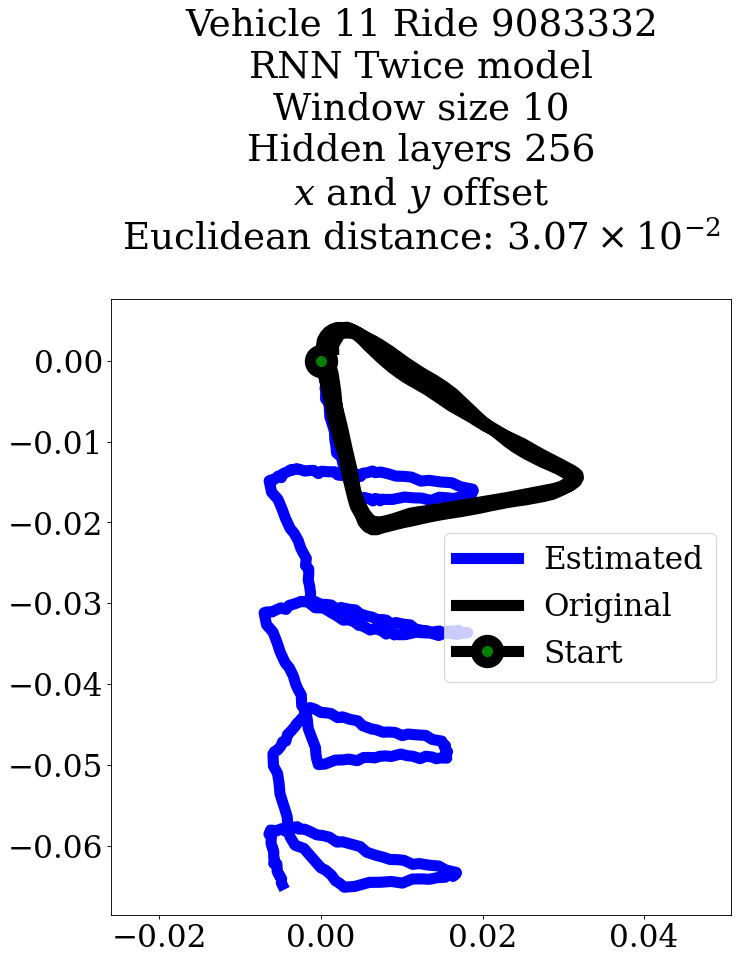 Vehicle 11 Ride 9083332
RNN Twice model
Window size 10
Hidden layers 256
x and y offset
Euclidean distance: 3.07 × 10⁻²
0.00
−0.01
−0.02
−0.03
−0.04
−0.05
−0.06
Estimated
Original
Start
−0.02 0.00 0.02 0.04